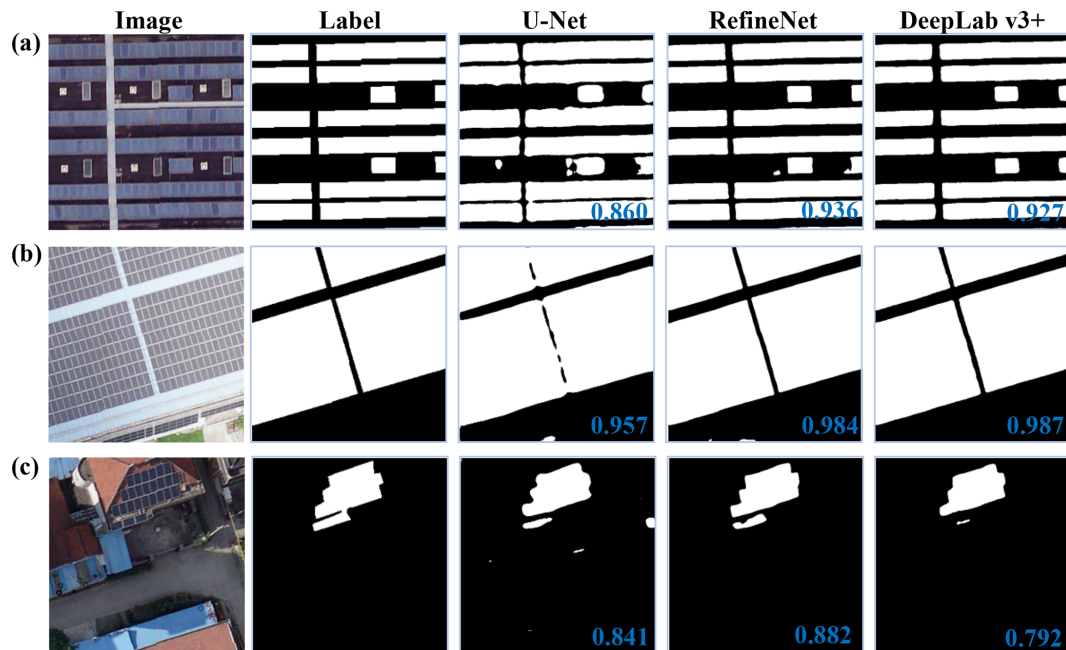 Image Label U-Net RefineNet DeepLab v3+
(a)
0.860 0.936 0.927
(b)
0.957 0.984 0.987
(c)
0.841 0.882 0.792